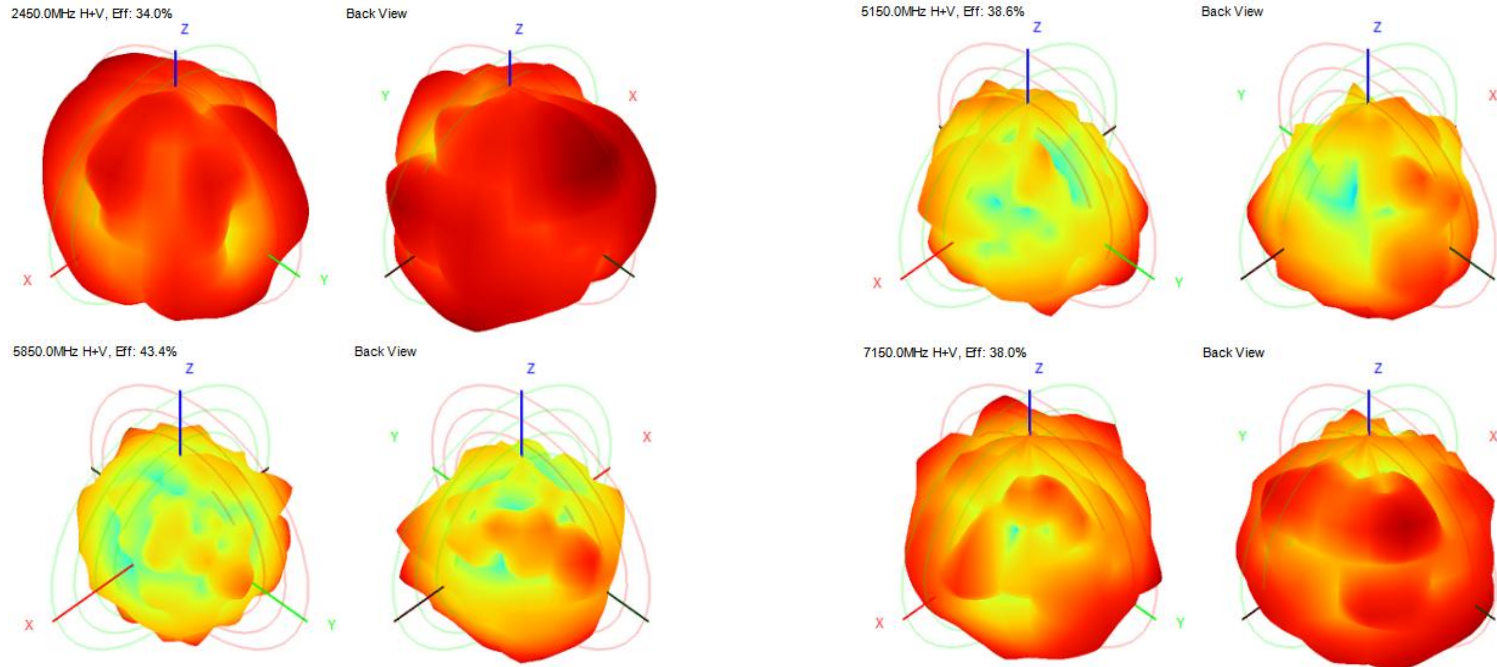 2450.0MHz H+V, Eff: 34.0%
Back View
Z
X
Y
Z
Y
X
5150.0MHz H+V, Eff: 38.6%
Back View
Z
X
Y
Z
Y
X
5850.0MHz H+V, Eff: 43.4%
Back View
Z
X
Y
Z
Y
X
7150.0MHz H+V, Eff: 38.0%
Back View
Z
X
Y
Z
Y
X